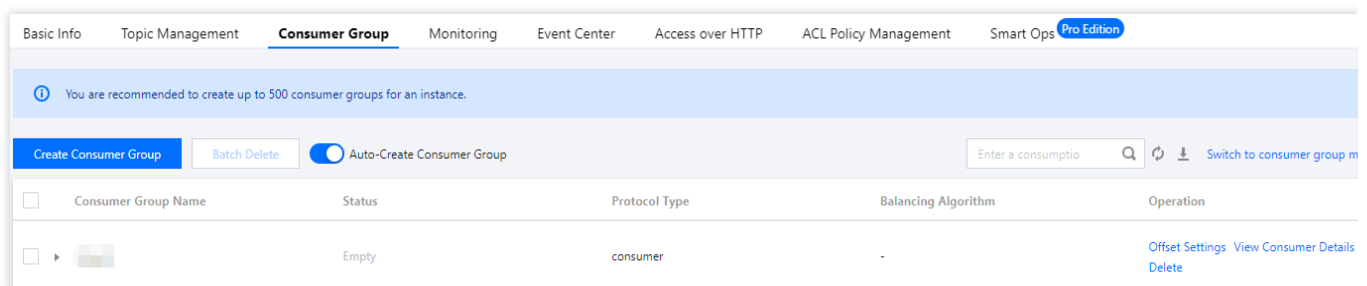 Basic Info Topic Management Consumer Group Monitoring Event Center Access over HTTP ACL Policy Management Smart Ops Pro Edition
You are recommended to create up to 500 consumer groups for an instance.
Create Consumer Group Batch Delete Auto-Create Consumer Group Enter a consumptio Switch to consumer group m
Consumer Group Name Status Protocol Type Balancing Algorithm Operation
Empty consumer - Offset Settings View Consumer Details
Delete